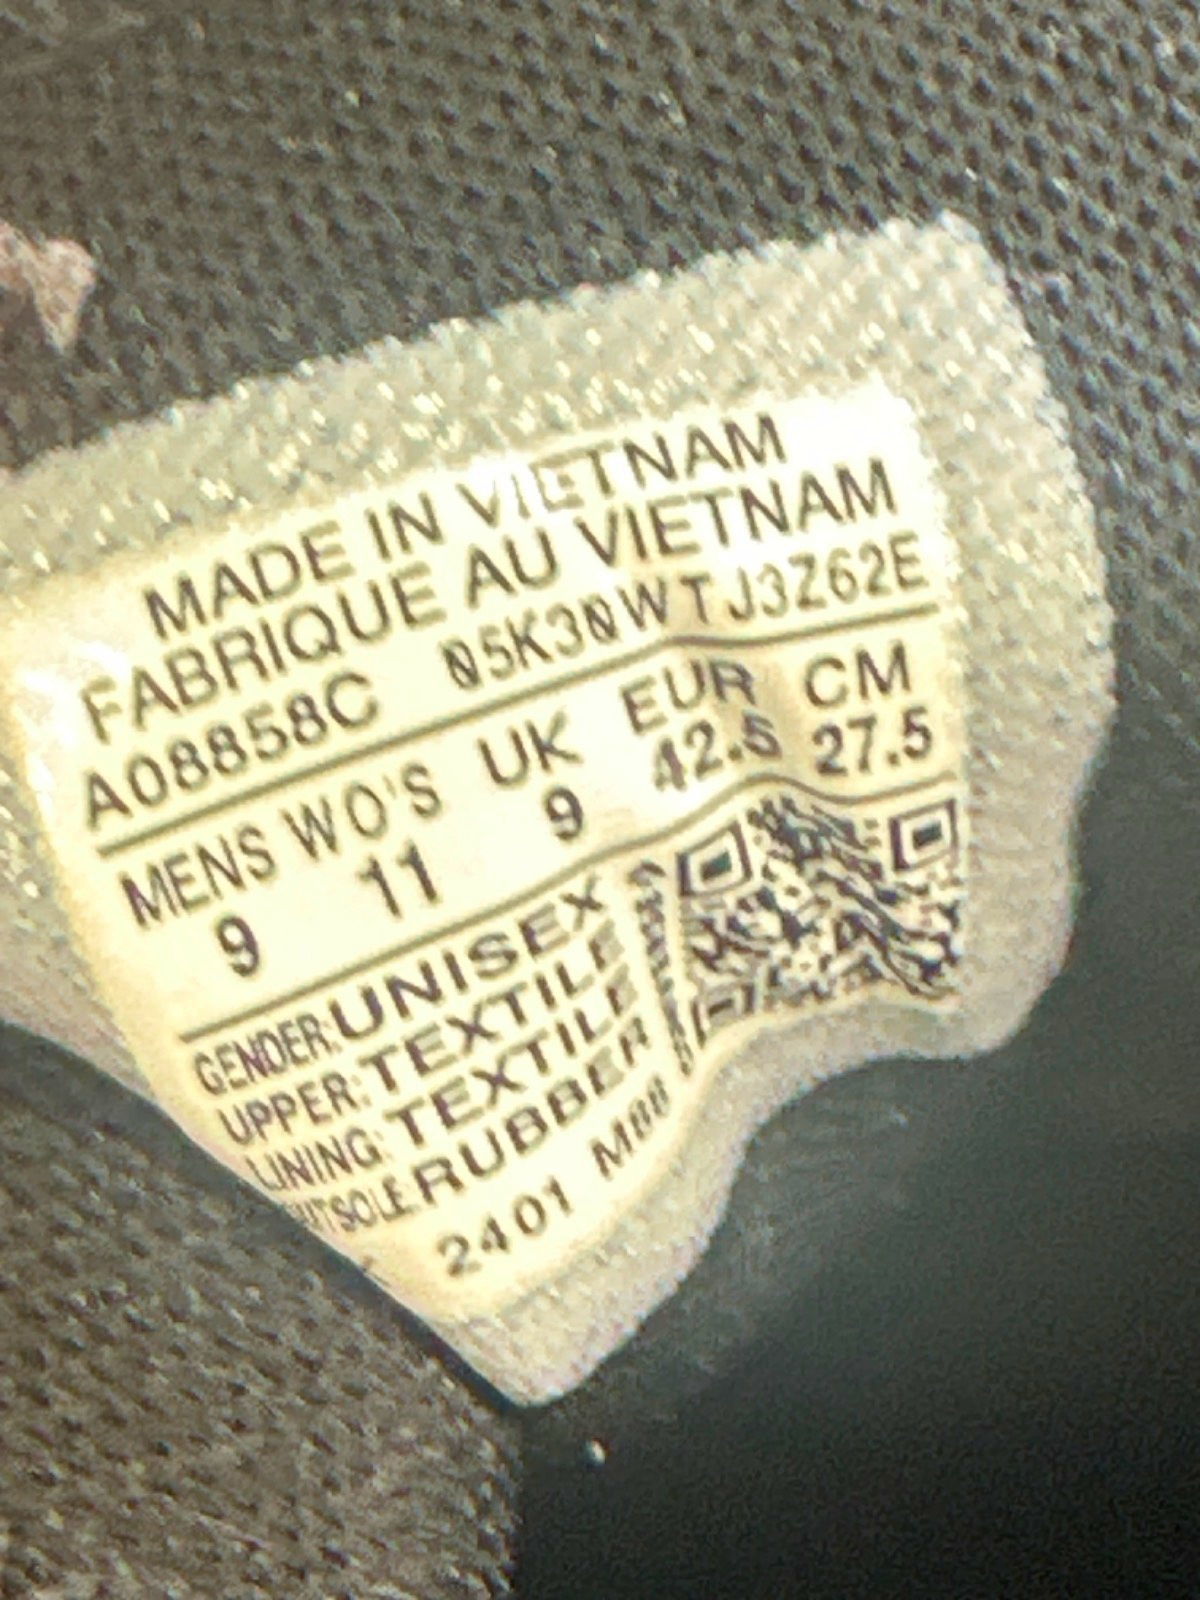 MADE IN VIETNAM
FABRIQUE AU VIETNAM
A08858C 05K30WTJ3Z62E
MENS WO'S UK EUR CM
9 11 9 42.5 27.5
GENDER: UNISEX
UPPER: TEXTILE
LINING: TEXTILE
OUTSOLE: RUBBER
2401